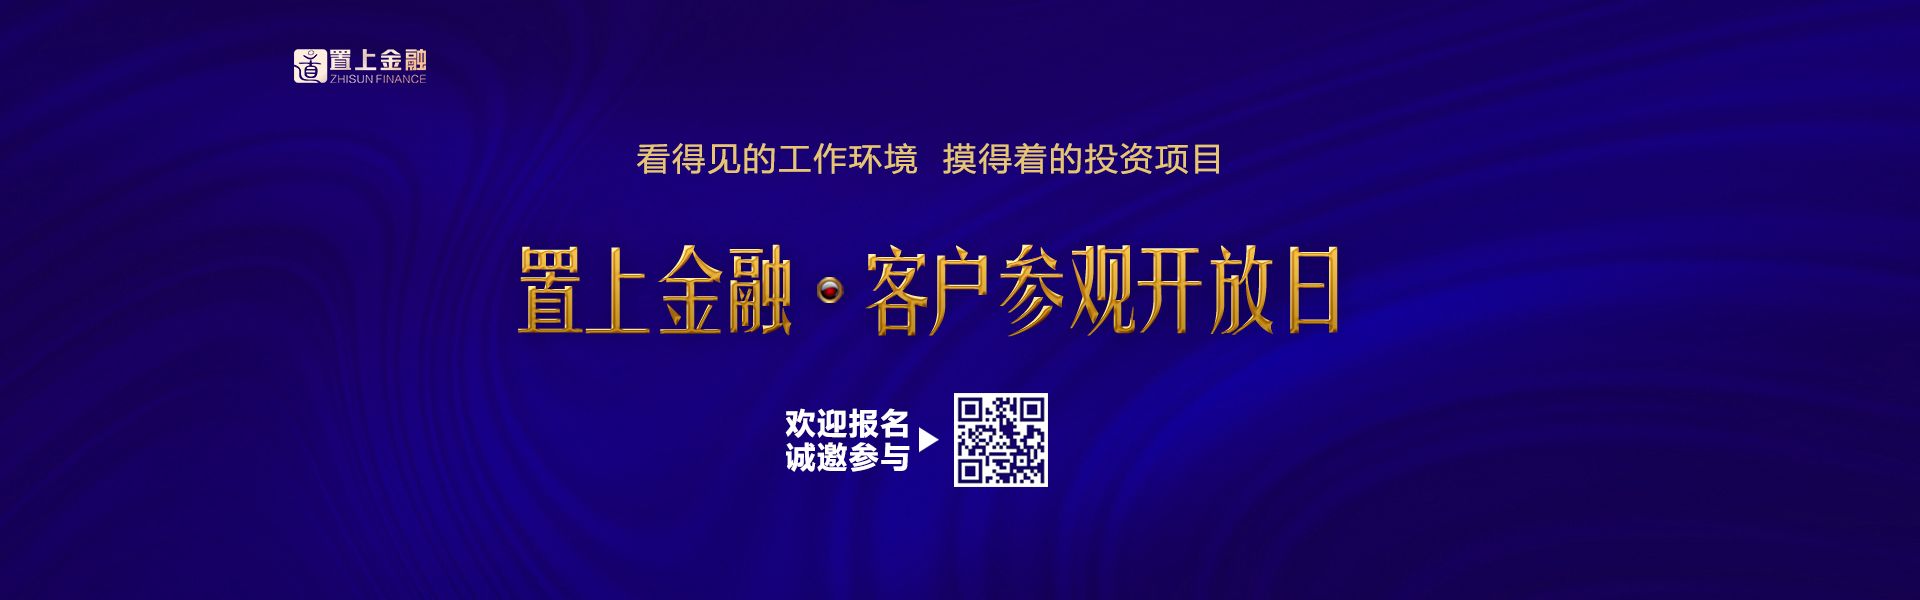 道 置上金融
ZHISUN FINANCE
看得见的工作环境 摸得着的投资项目
置上金融·客户参观开放日
欢迎报名
诚邀参与